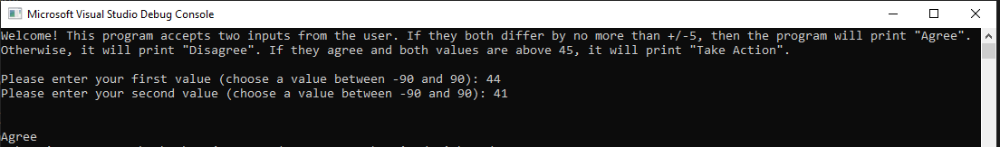 Microsoft Visual Studio Debug Console
Welcome! This program accepts two inputs from the user. If they both differ by no more than +/-5, then the program will print "Agree".
Otherwise, it will print "Disagree". If they agree and both values are above 45, it will print "Take Action".
Please enter your first value (choose a value between -90 and 90): 44
Please enter your second value (choose a value between -90 and 90): 41
Agree